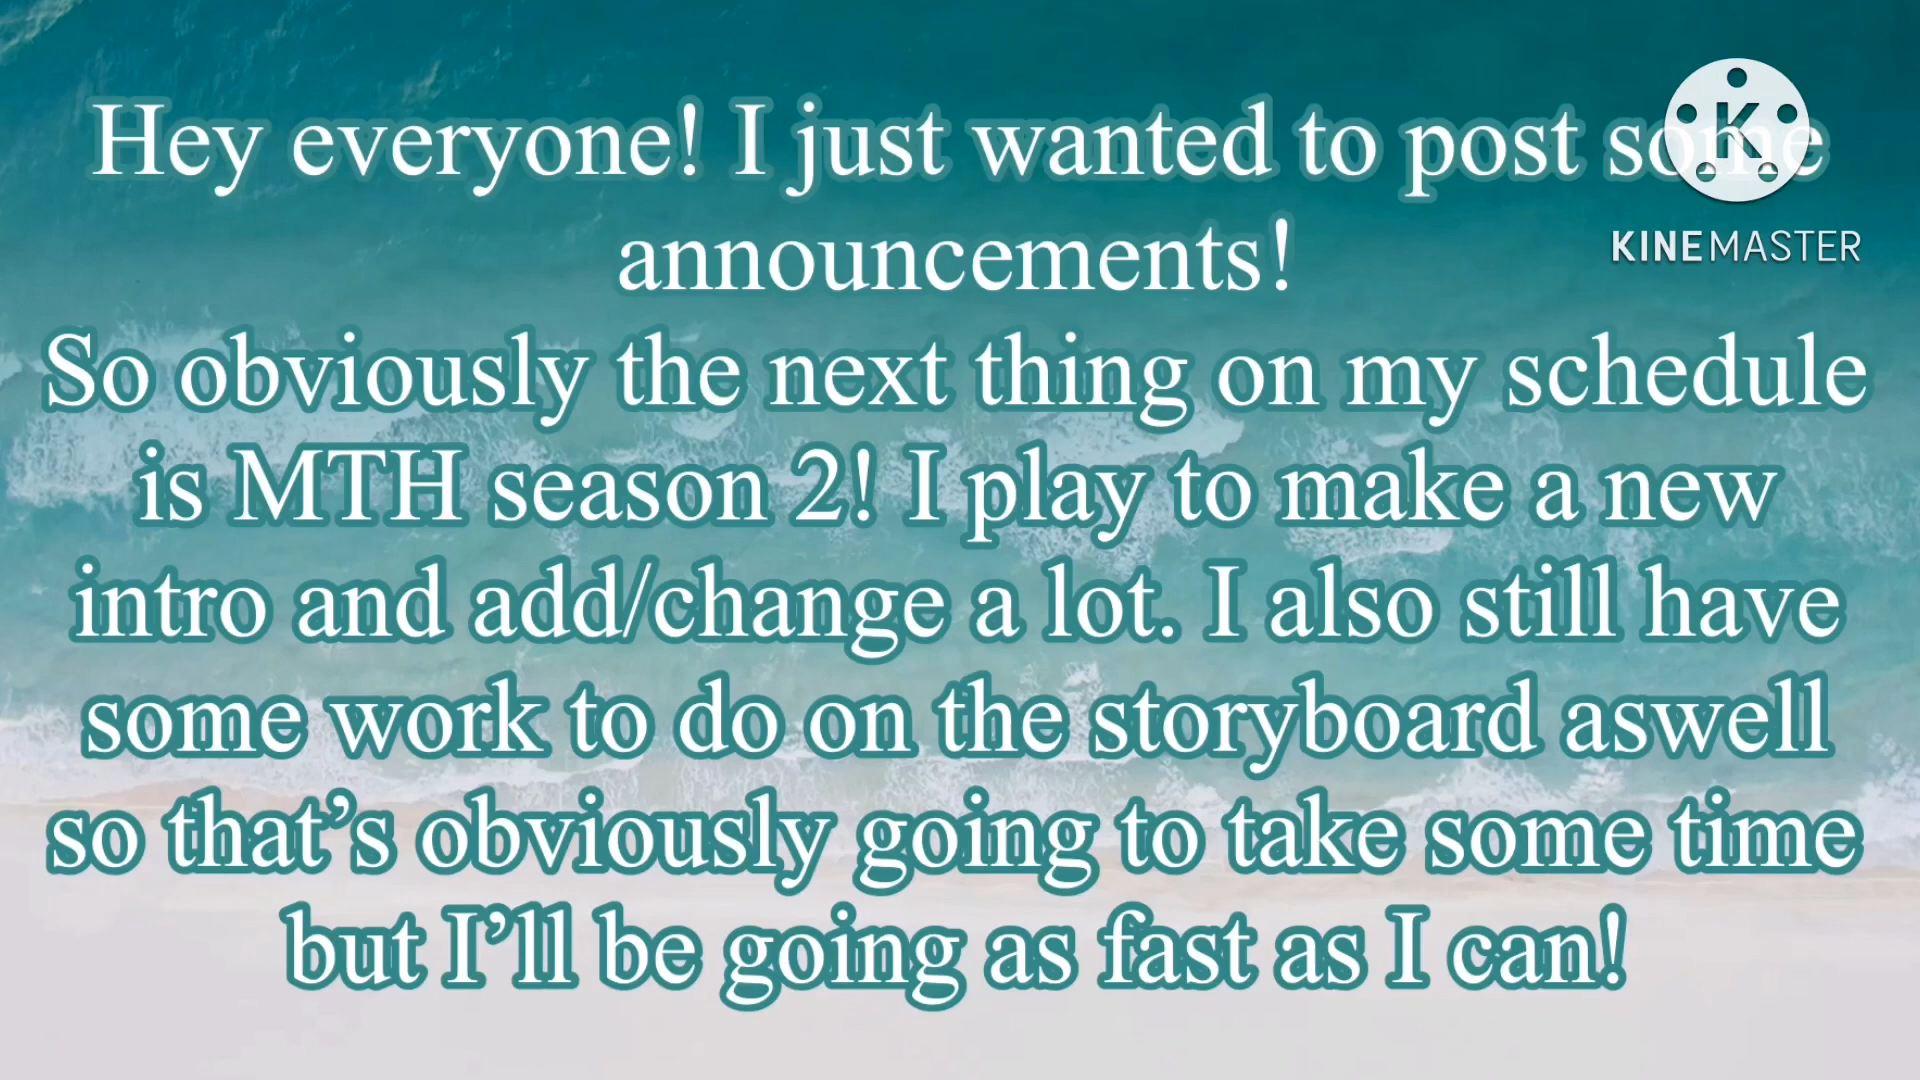 Hey everyone! I just wanted to post some
announcements!
So obviously the next thing on my schedule
is MTH season 2! I play to make a new
intro and add/change a lot. I also still have
some work to do on the storyboard aswell
so that’s obviously going to take some time
but I’ll be going as fast as I can!
K
KINEMASTER